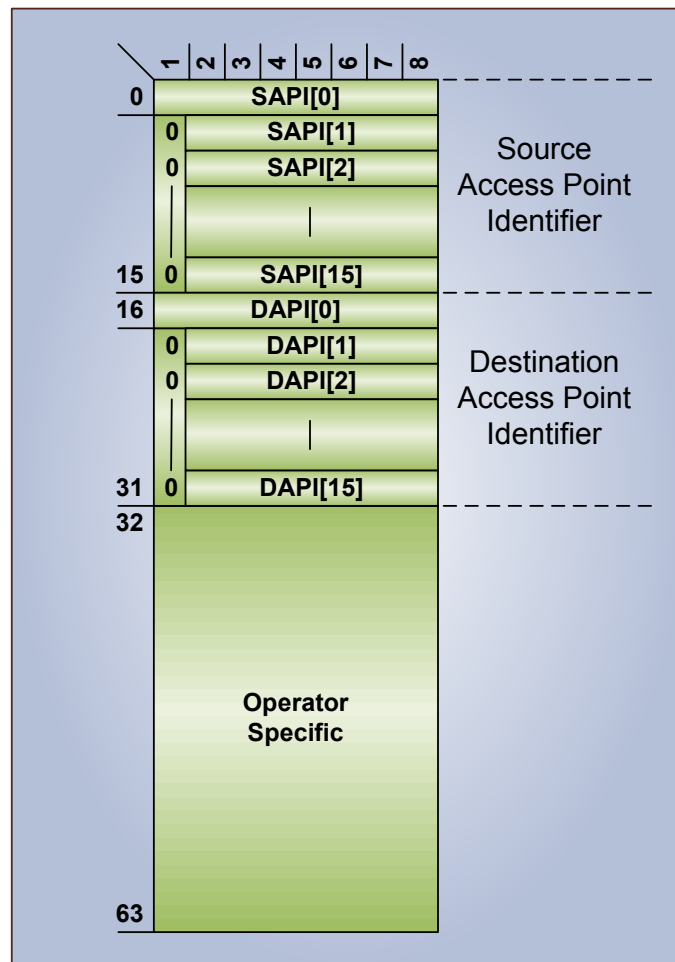 1 2 3 4 5 6 7 8
0 SAPI[0]
0 SAPI[1]
0 SAPI[2]
Source
Access Point
Identifier
15 0 SAPI[15]
16 DAPI[0]
0 DAPI[1]
0 DAPI[2]
Destination
Access Point
Identifier
31 0 DAPI[15]
32
Operator
Specific
63